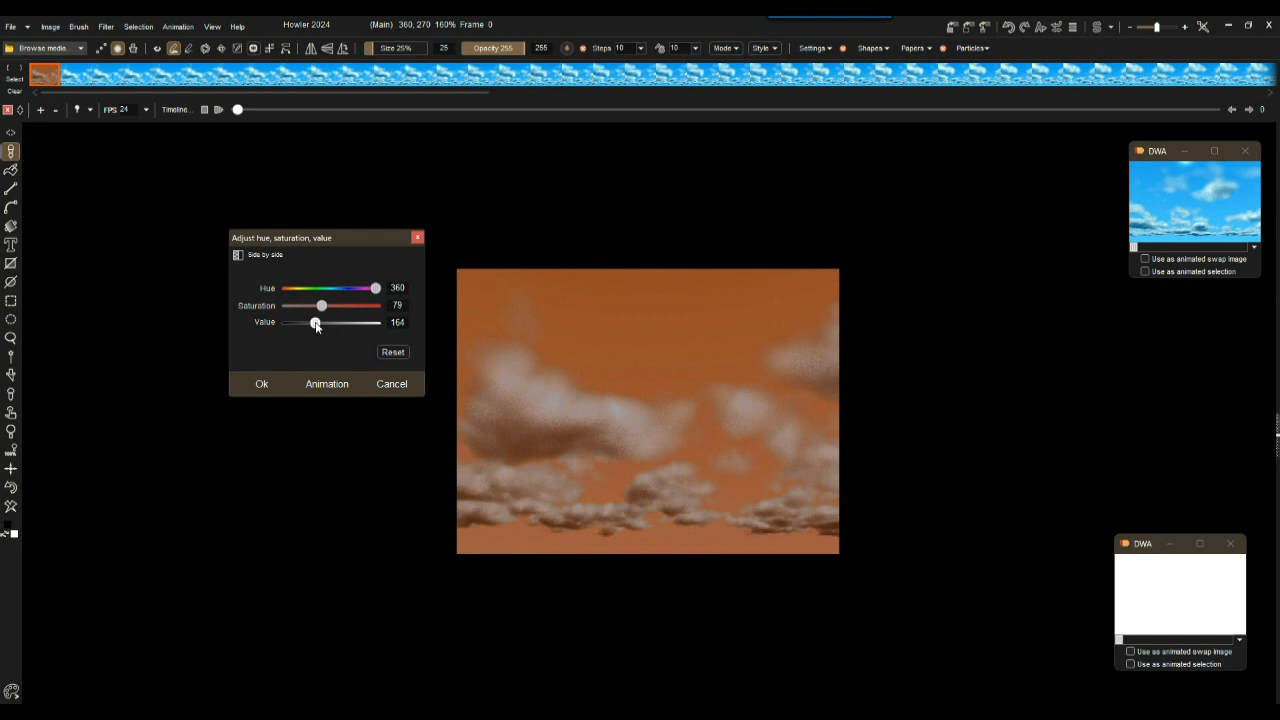 File Image Brush Filter Selection Animation View Help Howler 2024 (Main) 360, 270 160% Frame 0
Browse media... Size 25% 25 Opacity 255 255 Steps 10 10 Mode Style Settings Shapes Papers Particles
Select
Clear
FPS 24 Timeline... 0
DWA
Use as animated swap image
Use as animated selection
Adjust hue, saturation, value
Side by side
Hue 360
Saturation 79
Value 164
Reset
Ok Animation Cancel
100%
DWA
Use as animated swap image
Use as animated selection